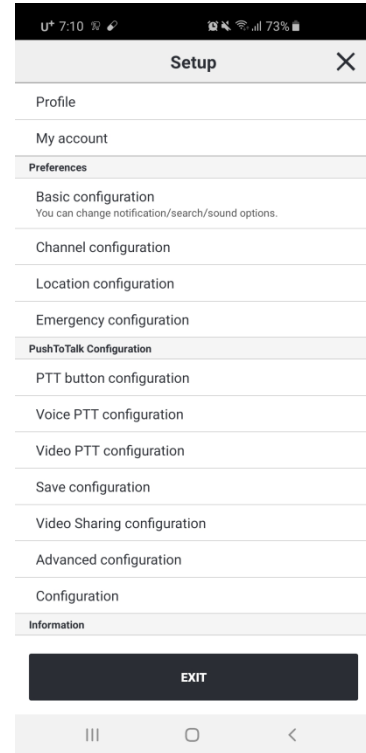 U+ 7:10 73%
Setup
Profile
My account
Preferences
Basic configuration
You can change notification/search/sound options.
Channel configuration
Location configuration
Emergency configuration
PushToTalk Configuration
PTT button configuration
Voice PTT configuration
Video PTT configuration
Save configuration
Video Sharing configuration
Advanced configuration
Configuration
Information
EXIT